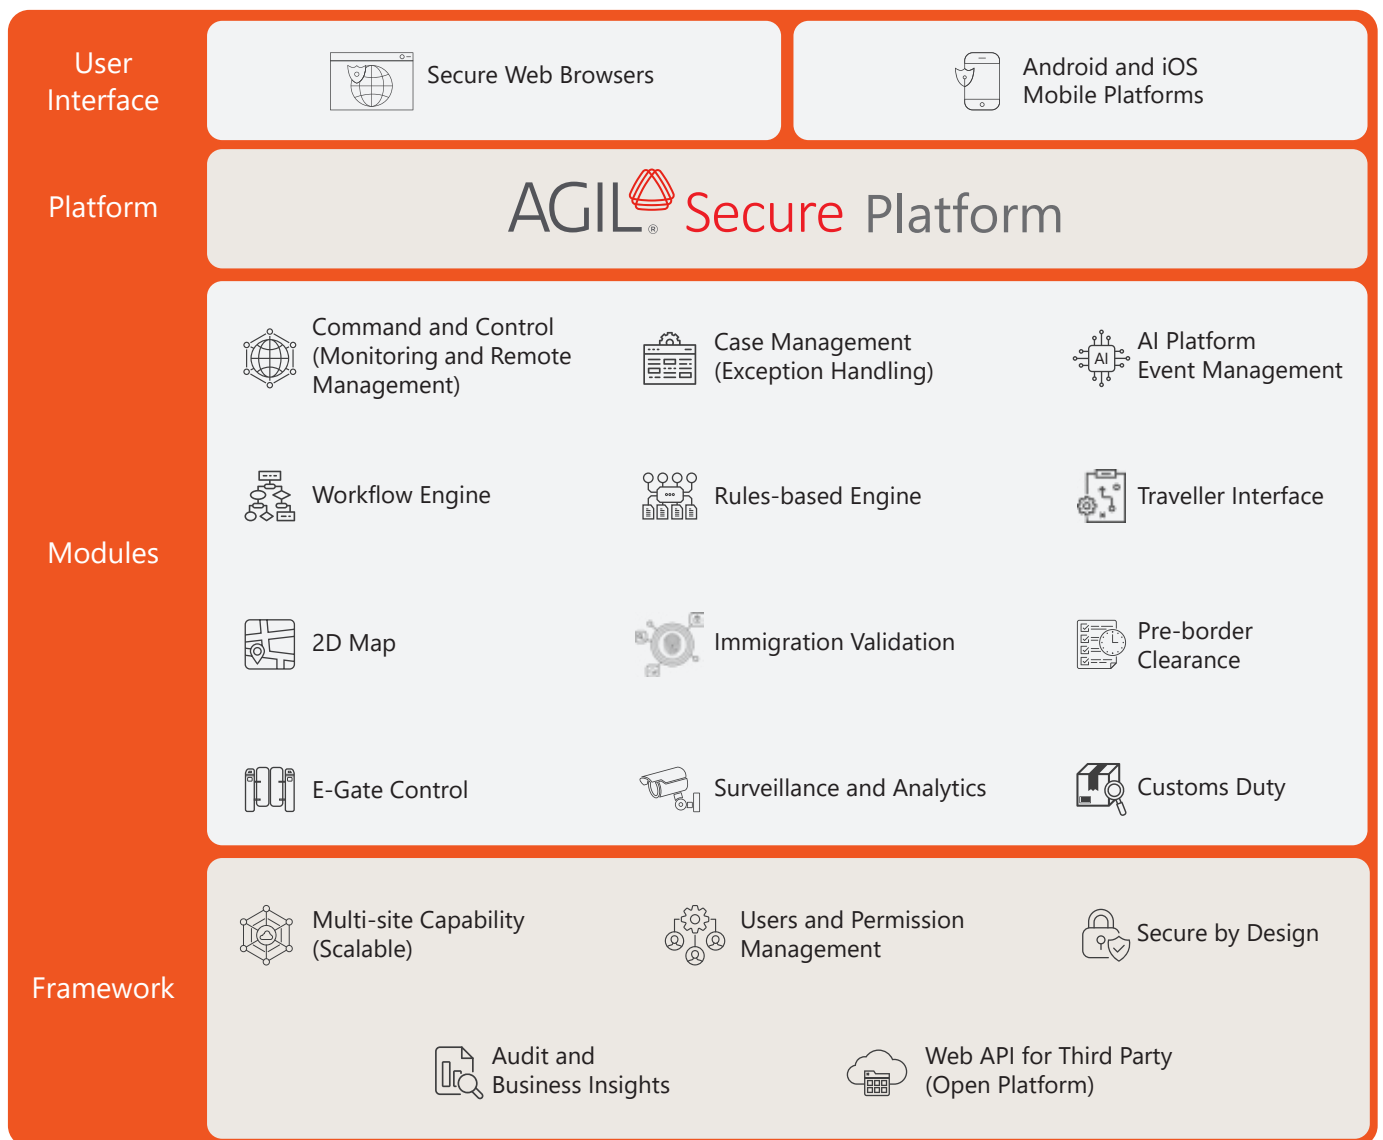 User
Interface
Secure Web Browsers
Android and iOS
Mobile Platforms
Platform
AGIL® Secure Platform
Modules
Command and Control
(Monitoring and Remote
Management)
Case Management
(Exception Handling)
AI
AI Platform
Event Management
Workflow Engine
Rules-based Engine
Traveller Interface
2D Map
Immigration Validation
Pre-border
Clearance
E-Gate Control
Surveillance and Analytics
Customs Duty
Framework
Multi-site Capability
(Scalable)
Users and Permission
Management
Secure by Design
Audit and
Business Insights
Web API for Third Party
(Open Platform)